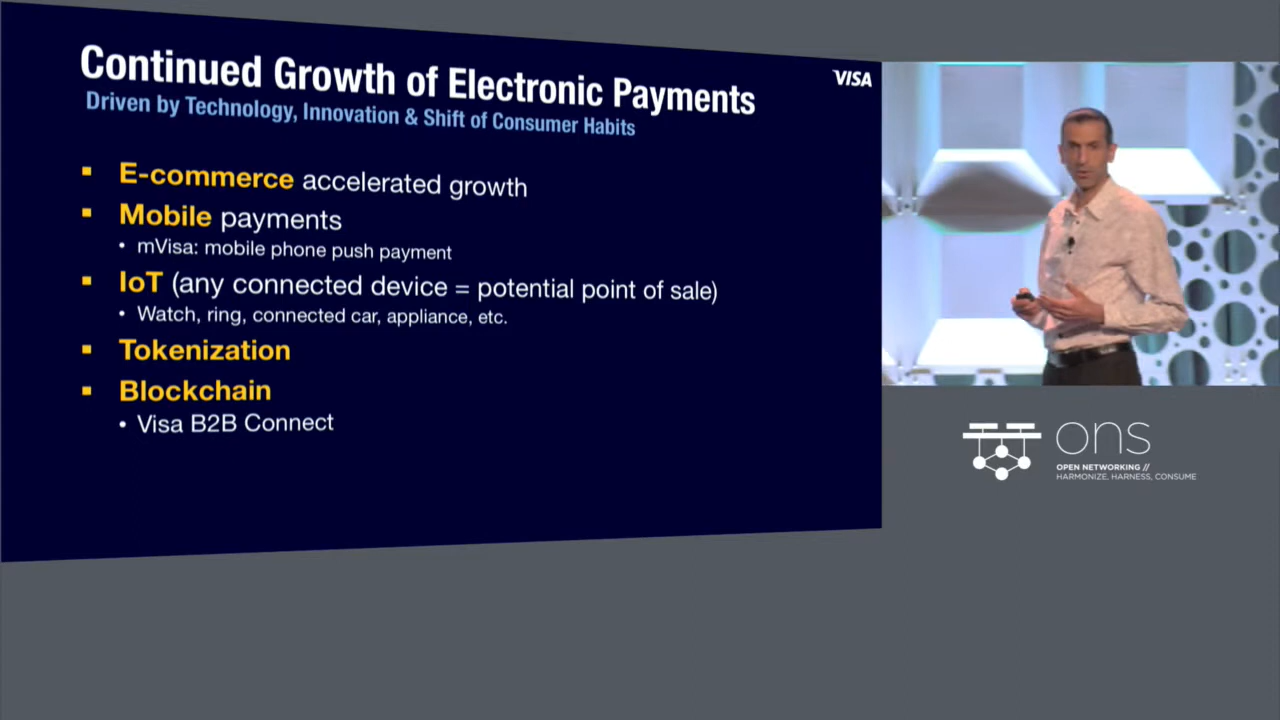 Continued Growth of Electronic Payments
VISA
Driven by Technology, Innovation & Shift of Consumer Habits
▪ E-commerce accelerated growth
▪ Mobile payments
• mVisa: mobile phone push payment
▪ IoT (any connected device = potential point of sale)
• Watch, ring, connected car, appliance, etc.
▪ Tokenization
▪ Blockchain
• Visa B2B Connect
ons
OPEN NETWORKING //
HARMONIZE, HARNESS, CONSUME